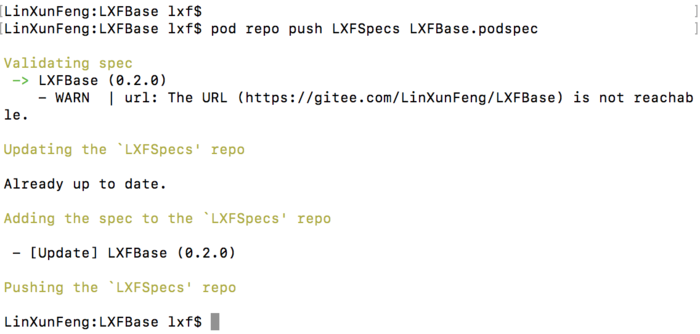 [LinXunFeng:LXFBase lxf$ ]
[LinXunFeng:LXFBase lxf$ pod repo push LXFSpecs LXFBase.podspec ]
Validating spec
-> LXFBase (0.2.0)
- WARN | url: The URL (https://gitee.com/LinXunFeng/LXFBase) is not reachab
le.
Updating the `LXFSpecs' repo
Already up to date.
Adding the spec to the `LXFSpecs' repo
- [Update] LXFBase (0.2.0)
Pushing the `LXFSpecs' repo
LinXunFeng:LXFBase lxf$